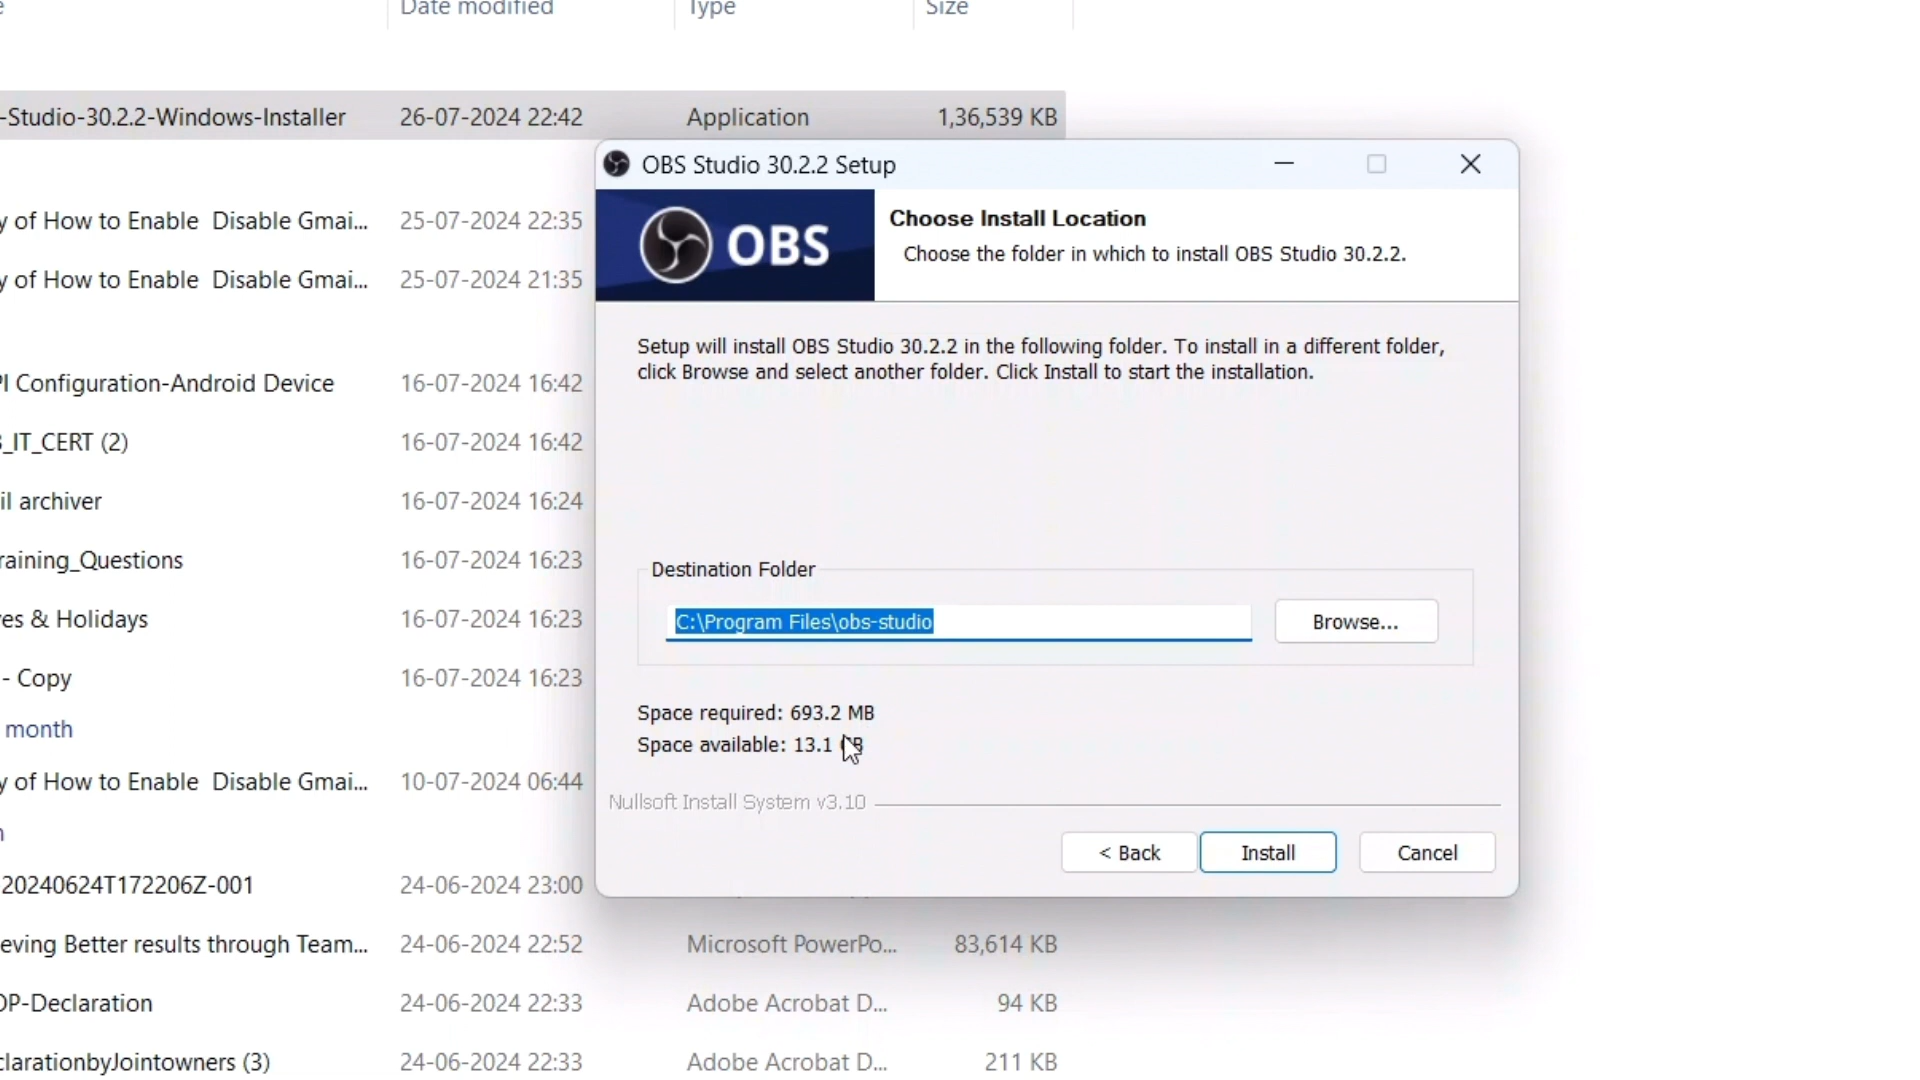 Date modified
Type
Size
-Studio-30.2.2-Windows-Installer 26-07-2024 22:42 Application 1,36,539 KB
OBS Studio 30.2.2 Setup
OBS
Choose Install Location
Choose the folder in which to install OBS Studio 30.2.2.
Setup will install OBS Studio 30.2.2 in the following folder. To install in a different folder,
click Browse and select another folder. Click Install to start the installation.
Destination Folder
C:\Program Files\obs-studio
Browse...
Space required: 693.2 MB
Space available: 13.1 GB
Nullsoft Install System v3.10
< Back
Install
Cancel
y of How to Enable Disable Gmai... 25-07-2024 22:35
y of How to Enable Disable Gmai... 25-07-2024 21:35
I Configuration-Android Device 16-07-2024 16:42
_IT_CERT (2) 16-07-2024 16:42
il archiver 16-07-2024 16:24
raining_Questions 16-07-2024 16:23
es & Holidays 16-07-2024 16:23
- Copy 16-07-2024 16:23
month
y of How to Enable Disable Gmai... 10-07-2024 06:44
20240624T172206Z-001 24-06-2024 23:00
eving Better results through Team... 24-06-2024 22:52 Microsoft PowerPo... 83,614 KB
OP-Declaration 24-06-2024 22:33 Adobe Acrobat D... 94 KB
clarationbyJointowners (3) 24-06-2024 22:33 Adobe Acrobat D... 211 KB